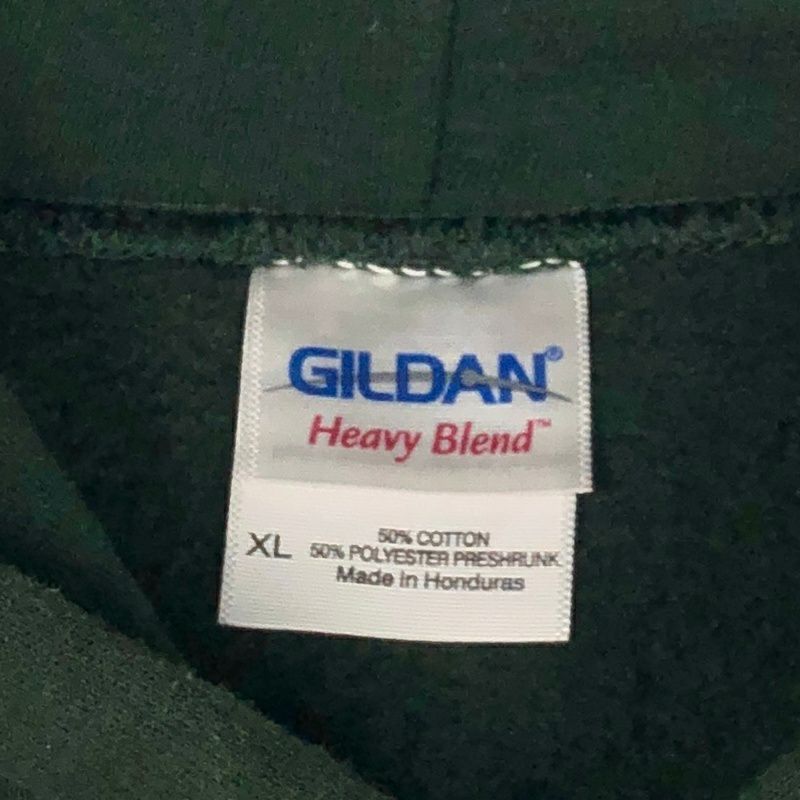 GILDAN®
Heavy Blend™
XL
50% COTTON
50% POLYESTER PRESHRUNK
Made in Honduras